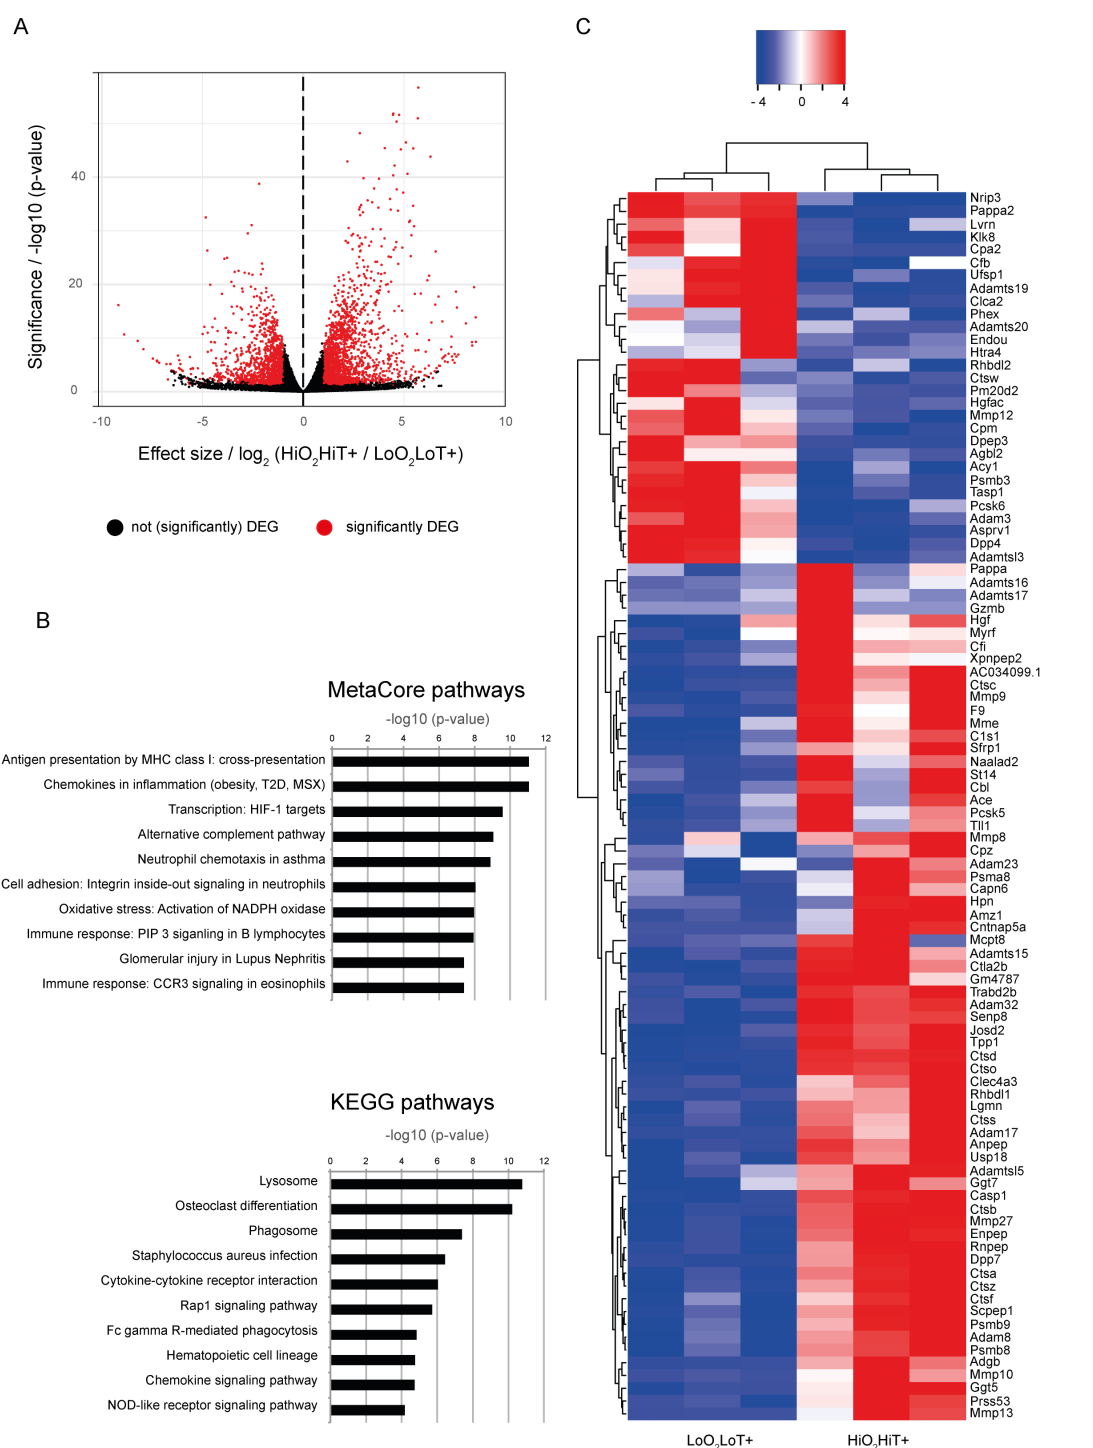 A
Significance / -log10 (p-value)
40
20
0
-10
-5
0
5
10
Effect size / log2 (HiO2HiT+ / LoO2LoT+)
not (significantly) DEG
significantly DEG
B
MetaCore pathways
-log10 (p-value)
0 2 4 6 8 10 12
Antigen presentation by MHC class I: cross-presentation
Chemokines in inflammation (obesity, T2D, MSX)
Transcription: HIF-1 targets
Alternative complement pathway
Neutrophil chemotaxis in asthma
Cell adhesion: Integrin inside-out signaling in neutrophils
Oxidative stress: Activation of NADPH oxidase
Immune response: PIP 3 siganling in B lymphocytes
Glomerular injury in Lupus Nephritis
Immune response: CCR3 signaling in eosinophils
KEGG pathways
-log10 (p-value)
0 2 4 6 8 10 12
Lysosome
Osteoclast differentiation
Phagosome
Staphylococcus aureus infection
Cytokine-cytokine receptor interaction
Rap1 signaling pathway
Fc gamma R-mediated phagocytosis
Hematopoietic cell lineage
Chemokine signaling pathway
NOD-like receptor signaling pathway
C
- 4 0 4
Nrip3
Pappa2
Lvrn
Klk8
Cpa2
Cfb
Ufsp1
Adamts19
Clca2
Phex
Adamts20
Endou
Htra4
Rhbdl2
Ctsw
Pm20d2
Hgfac
Mmp12
Cpm
Dpep3
Agbl2
Acy1
Psmb3
Tasp1
Pcsk6
Adam3
Asprv1
Dpp4
Adamtsl3
Pappa
Adamts16
Adamts17
Gzmb
Hgf
Myrf
Cfi
Xpnpep2
AC034099.1
Ctsc
Mmp9
F9
Mme
C1s1
Sfrp1
Naalad2
St14
Cbl
Ace
Pcsk5
Tll1
Mmp8
Cpz
Adam23
Psma8
Capn6
Hpn
Amz1
Cntnap5a
Mcpt8
Adamts15
Ctla2b
Gm4787
Trabd2b
Adam32
Senp8
Josd2
Tpp1
Ctsd
Ctso
Clec4a3
Rhbdl1
Lgmn
Ctss
Adam17
Anpep
Usp18
Adamtsl5
Ggt7
Casp1
Ctsb
Mmp27
Enpep
Rnpep
Dpp7
Ctsa
Ctsz
Ctsf
Scpep1
Psmb9
Adam8
Psmb8
Adgb
Mmp10
Ggt5
Prss53
Mmp13
LoO2LoT+
HiO2HiT+